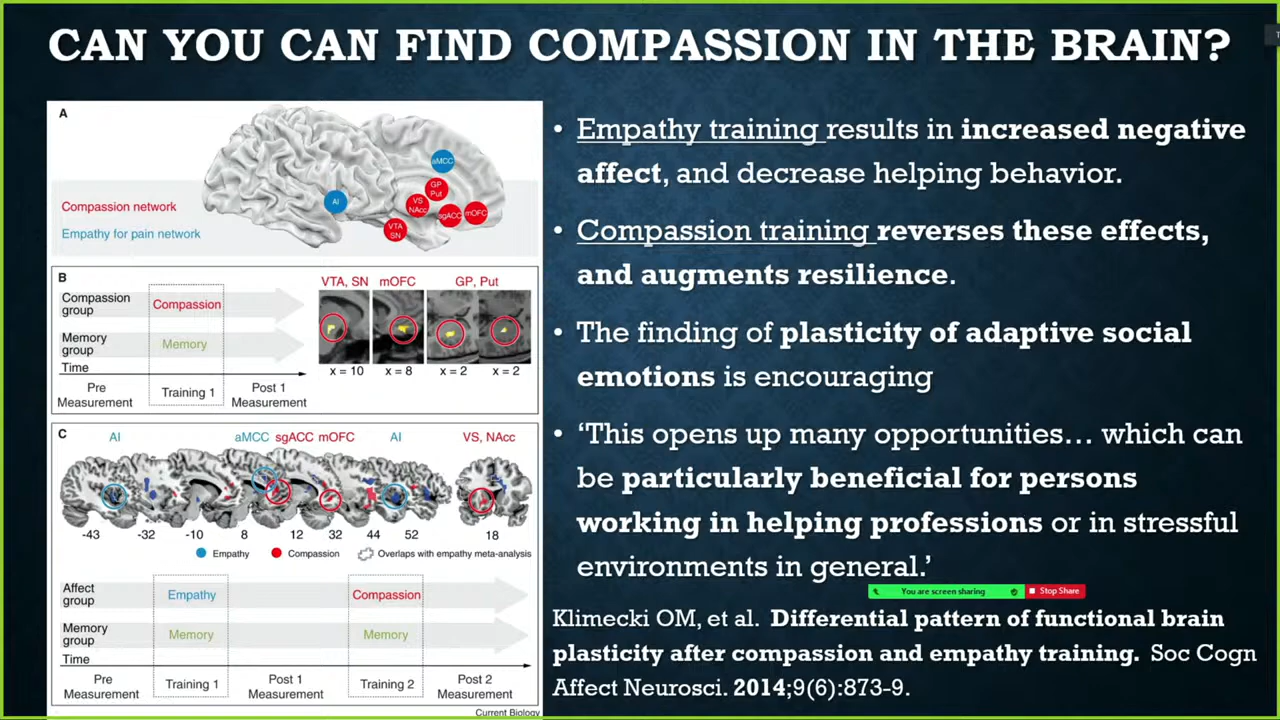 CAN YOU CAN FIND COMPASSION IN THE BRAIN?
A
aMCC
GP
Put
AI
VS
NAcc
sgACC
mOFC
VTA
SN
Compassion network
Empathy for pain network
B
VTA, SN mOFC GP, Put
Compassion
group
Compassion
Memory
group
Memory
Time
x = 10 x = 8 x = 2 x = 2
Pre
Measurement
Training 1
Post 1
Measurement
C
AI aMCC sgACC mOFC AI VS, NAcc
-43 -32 -10 8 12 32 44 52 18
Empathy Compassion Overlaps with empathy meta-analysis
Affect
group
Empathy
Compassion
Memory
group
Memory
Memory
Time
Pre
Measurement
Training 1
Post 1
Measurement
Training 2
Post 2
Measurement
Current Biology
• Empathy training results in increased negative
affect, and decrease helping behavior.
• Compassion training reverses these effects,
and augments resilience.
• The finding of plasticity of adaptive social
emotions is encouraging
• ‘This opens up many opportunities… which can
be particularly beneficial for persons
working in helping professions or in stressful
environments in general.’
You are screen sharing Stop Share
Klimecki OM, et al. Differential pattern of functional brain
plasticity after compassion and empathy training. Soc Cogn
Affect Neurosci. 2014;9(6):873-9.